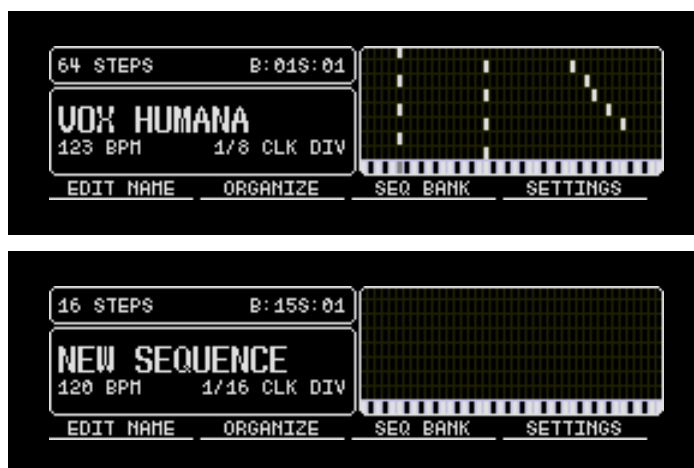 64 STEPS B:01S:01
VOX HUMANA
123 BPM 1/8 CLK DIV
EDIT NAME ORGANIZE SEQ BANK SETTINGS
16 STEPS B:15S:01
NEW SEQUENCE
120 BPM 1/16 CLK DIV
EDIT NAME ORGANIZE SEQ BANK SETTINGS